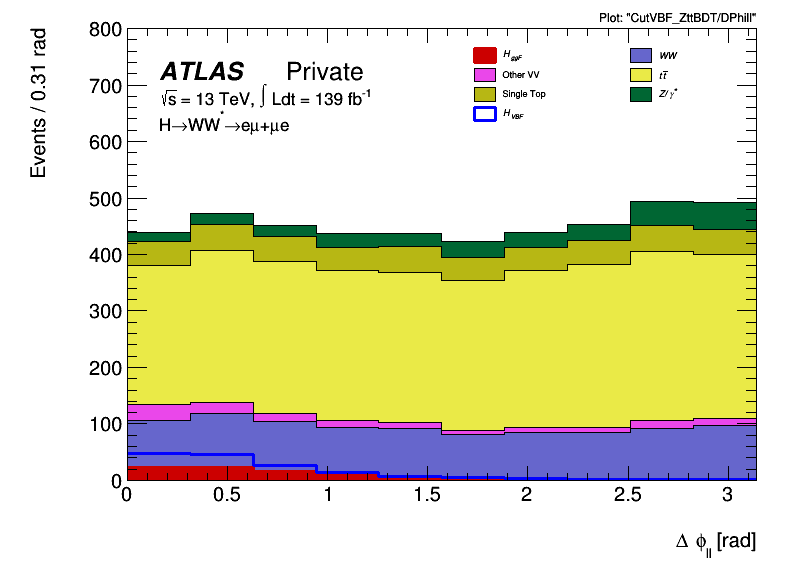 Plot: "CutVBF_ZttBDT/DPhill"
Events / 0.31 rad
800
700
600
500
400
300
200
100
0
ATLAS Private
√s = 13 TeV, ∫ Ldt = 139 fb⁻¹
H→WW*→eμ+μe
H_ggF
WW
Other VV
tt̅
Single Top
Z/γ*
H_VBF
0 0.5 1 1.5 2 2.5 3
Δ ϕ_ll [rad]